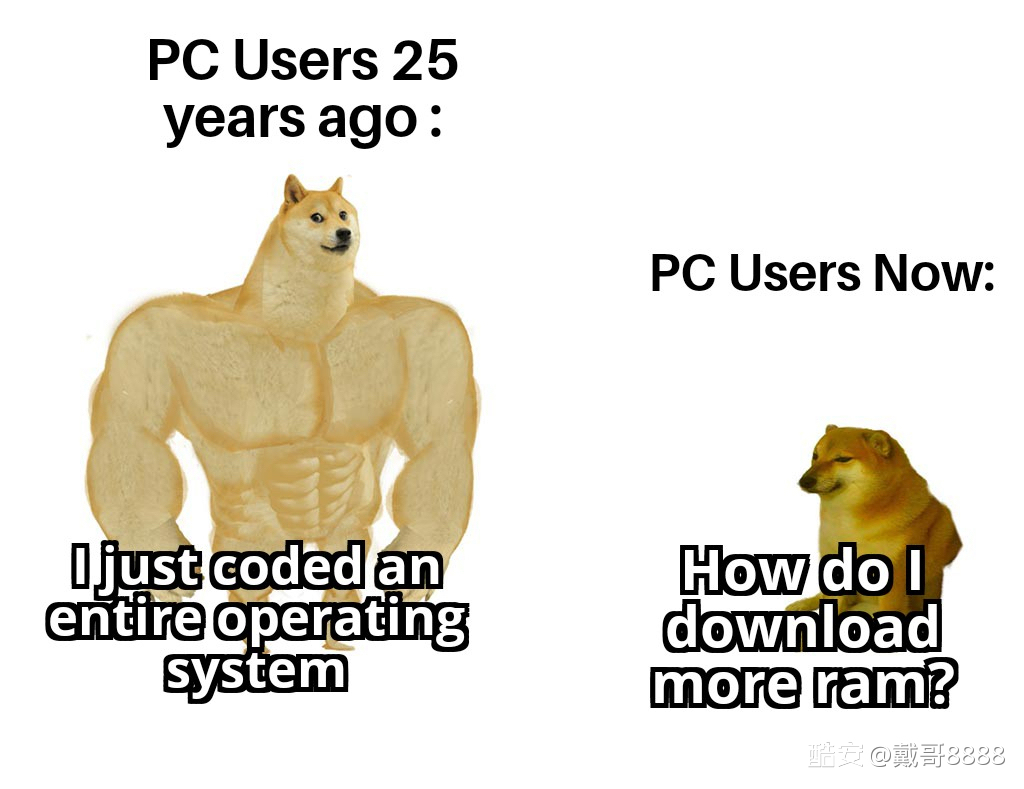 PC Users 25
years ago :
PC Users Now:
I just coded an
entire operating
system
How do I
download
more ram?
酷安 @戴哥8888